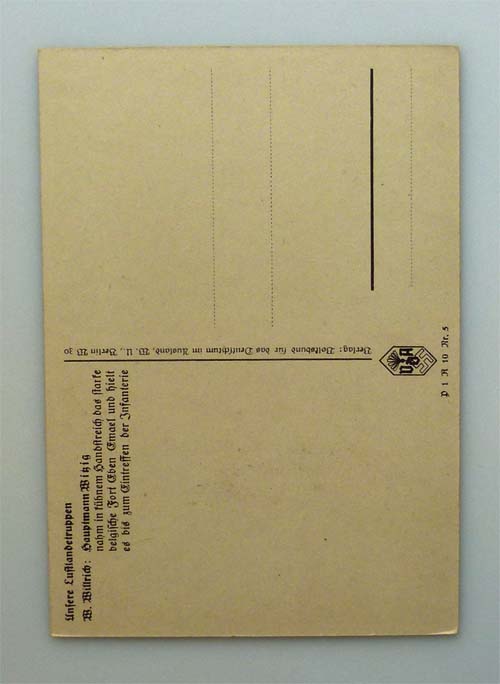 Unsere Luftlandetruppen
W. Willrich: Hauptmann Witzig
nahm in kühnem Handstreich das starke
belgische Fort Eben Emael und hielt
es bis zum Eintreffen der Infanterie
Verlag: Volksbund für das Deutschtum im Ausland, W. U., Berlin W 30
VDA
P 1 R 10 Nr. 5